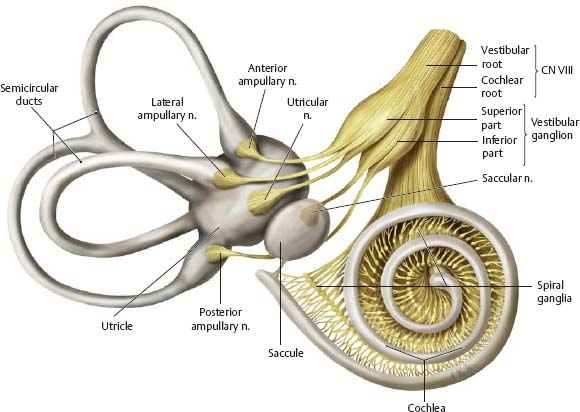 Vestibular
root
CN VIII
Cochlear
root
Anterior
ampullary n.
Semicircular
ducts
Lateral
ampullary n.
Utricular
n.
Superior
part
Vestibular
ganglion
Inferior
part
Saccular n.
Spiral
ganglia
Posterior
ampullary n.
Utricle
Saccule
Cochlea